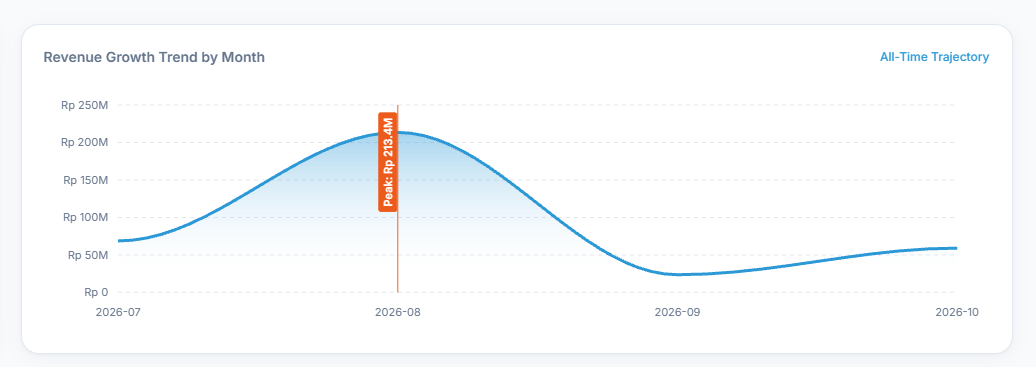 Revenue Growth Trend by Month
All-Time Trajectory
Rp 250M
Rp 200M
Rp 150M
Rp 100M
Rp 50M
Rp 0
Peak: Rp 213.4M
2026-07
2026-08
2026-09
2026-10